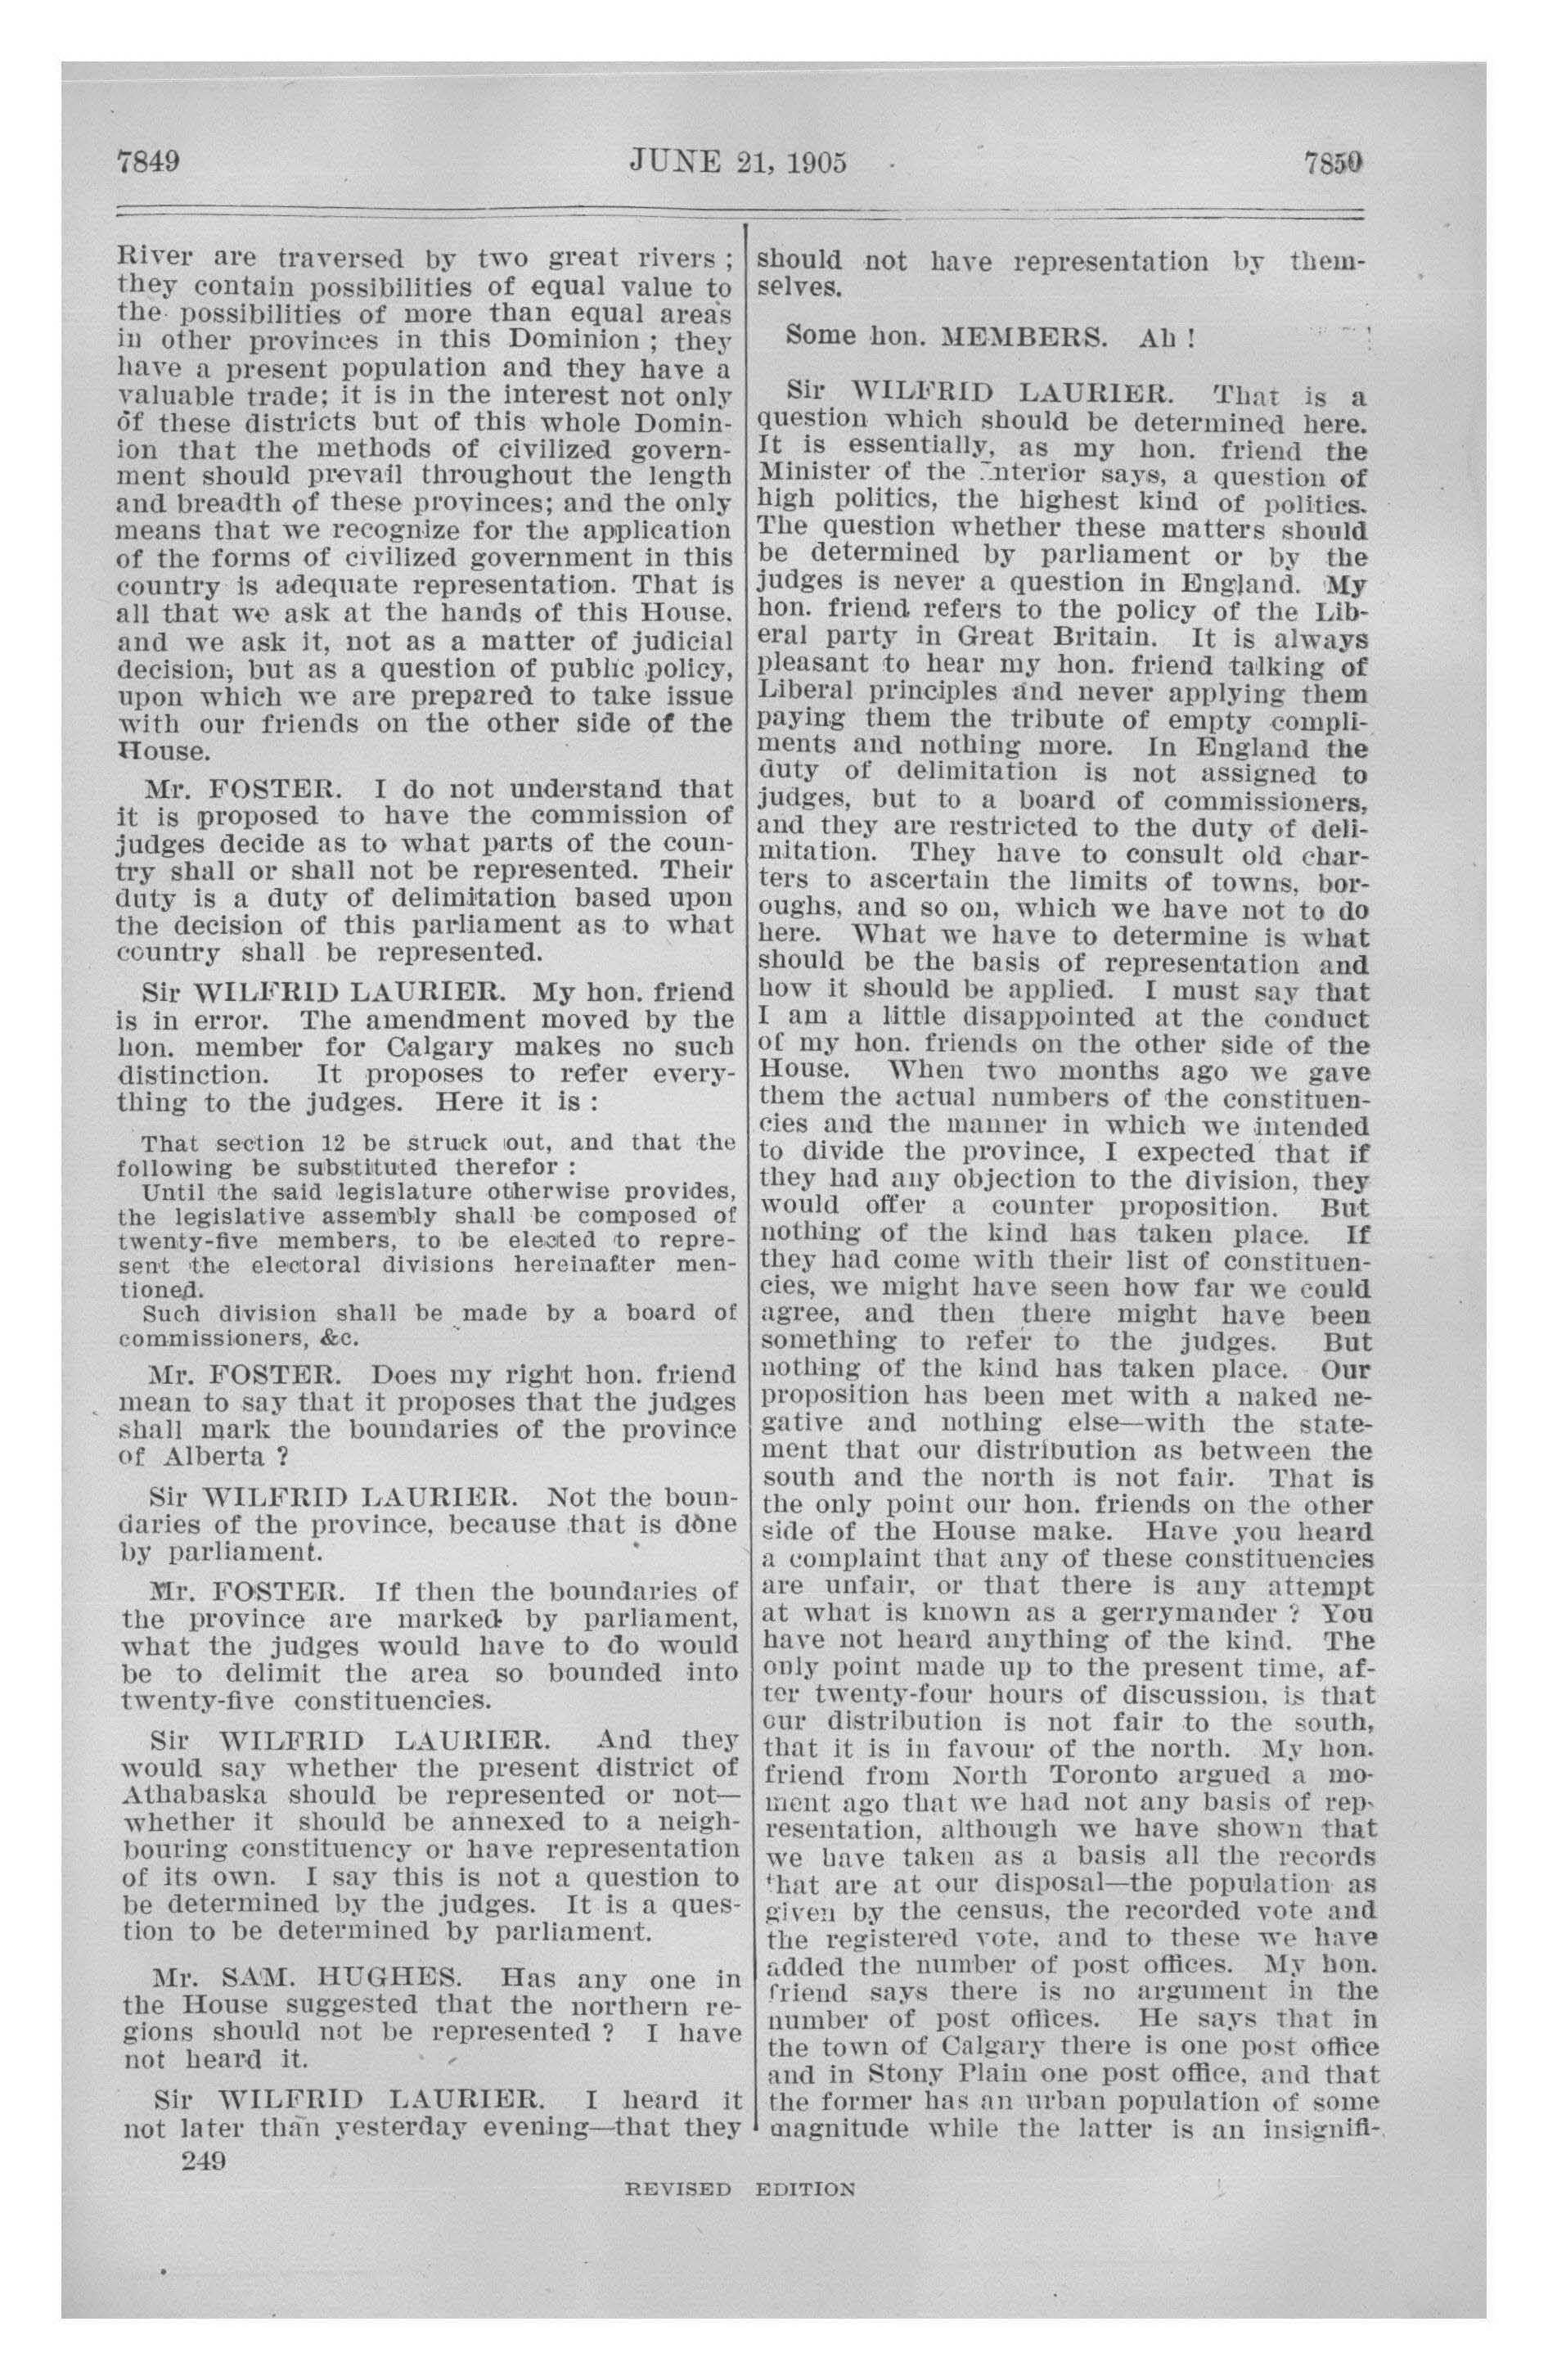 7849 JUNE 21, 1905 7850
River are traversed by two great rivers ;
they contain possibilities of equal value to
the possibilities of more than equal areas
in other provinces in this Dominion ; they
have a present population and they have a
valuable trade; it is in the interest not only
of these districts but of this whole Domin-
ion that the methods of civilized govern-
ment should prevail throughout the length
and breadth of these provinces; and the only
means that we recognize for the application
of the forms of civilized government in this
country is adequate representation. That is
all that we ask at the hands of this House,
and we ask it, not as a matter of judicial
decision, but as a question of public policy,
upon which we are prepared to take issue
with our friends on the other side of the
House.
Mr. FOSTER. I do not understand that
it is proposed to have the commission of
judges decide as to what parts of the coun-
try shall or shall not be represented. Their
duty is a duty of delimitation based upon
the decision of this parliament as to what
country shall be represented.
Sir WILFRID LAURIER. My hon. friend
is in error. The amendment moved by the
hon. member for Calgary makes no such
distinction. It proposes to refer every-
thing to the judges. Here it is :
That section 12 be struck out, and that the
following be substituted therefor :
Until the said legislature otherwise provides,
the legislative assembly shall be composed of
twenty-five members, to be elected to repre-
sent the electoral divisions hereinafter men-
tioned.
Such division shall be made by a board of
commissioners, &c.
Mr. FOSTER. Does my right hon. friend
mean to say that it proposes that the judges
shall mark the boundaries of the province
of Alberta ?
Sir WILFRID LAURIER. Not the boun-
daries of the province, because that is done
by parliament.
Mr. FOSTER. If then the boundaries of
the province are marked by parliament,
what the judges would have to do would
be to delimit the area so bounded into
twenty-five constituencies.
Sir WILFRID LAURIER. And they
would say whether the present district of
Athabaska should be represented or not—
whether it should be annexed to a neigh-
bouring constituency or have representation
of its own. I say this is not a question to
be determined by the judges. It is a ques-
tion to be determined by parliament.
Mr. SAM. HUGHES. Has any one in
the House suggested that the northern re-
gions should not be represented ? I have
not heard it.
Sir WILFRID LAURIER. I heard it
not later than yesterday evening—that they
249
should not have representation by them-
selves.
Some hon. MEMBERS. Ah !
Sir WILFRID LAURIER. That is a
question which should be determined here.
It is essentially, as my hon. friend the
Minister of the Interior says, a question of
high politics, the highest kind of politics.
The question whether these matters should
be determined by parliament or by the
judges is never a question in England. My
hon. friend refers to the policy of the Lib-
eral party in Great Britain. It is always
pleasant to hear my hon. friend talking of
Liberal principles and never applying them
paying them the tribute of empty compli-
ments and nothing more. In England the
duty of delimitation is not assigned to
judges, but to a board of commissioners,
and they are restricted to the duty of deli-
mitation. They have to consult old char-
ters to ascertain the limits of towns, bor-
oughs, and so on, which we have not to do
here. What we have to determine is what
should be the basis of representation and
how it should be applied. I must say that
I am a little disappointed at the conduct
of my hon. friends on the other side of the
House. When two months ago we gave
them the actual numbers of the constituen-
cies and the manner in which we intended
to divide the province, I expected that if
they had any objection to the division, they
would offer a counter proposition. But
nothing of the kind has taken place. If
they had come with their list of constituen-
cies, we might have seen how far we could
agree, and then there might have been
something to refer to the judges. But
nothing of the kind has taken place. Our
proposition has been met with a naked ne-
gative and nothing else—with the state-
ment that our distribution as between the
south and the north is not fair. That is
the only point our hon. friends on the other
side of the House make. Have you heard
a complaint that any of these constituencies
are unfair, or that there is any attempt
at what is known as a gerrymander ? You
have not heard anything of the kind. The
only point made up to the present time, af-
ter twenty-four hours of discussion, is that
our distribution is not fair to the south,
that it is in favour of the north. My hon.
friend from North Toronto argued a mo-
ment ago that we had not any basis of rep-
resentation, although we have shown that
we have taken as a basis all the records
that are at our disposal—the population as
given by the census, the recorded vote and
the registered vote, and to these we have
added the number of post offices. My hon.
friend says there is no argument in the
number of post offices. He says that in
the town of Calgary there is one post office
and in Stony Plain one post office, and that
the former has an urban population of some
magnitude while the latter is an insignifi-
REVISED EDITION